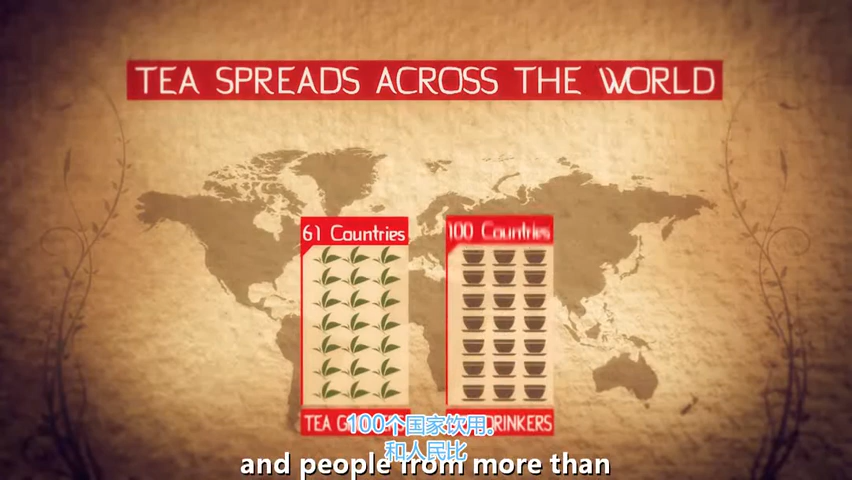 TEA SPREADS ACROSS THE WORLD
61 Countries
100 Countries
TEA
DRINKERS
100个国家饮用。
和人民比
and people from more than